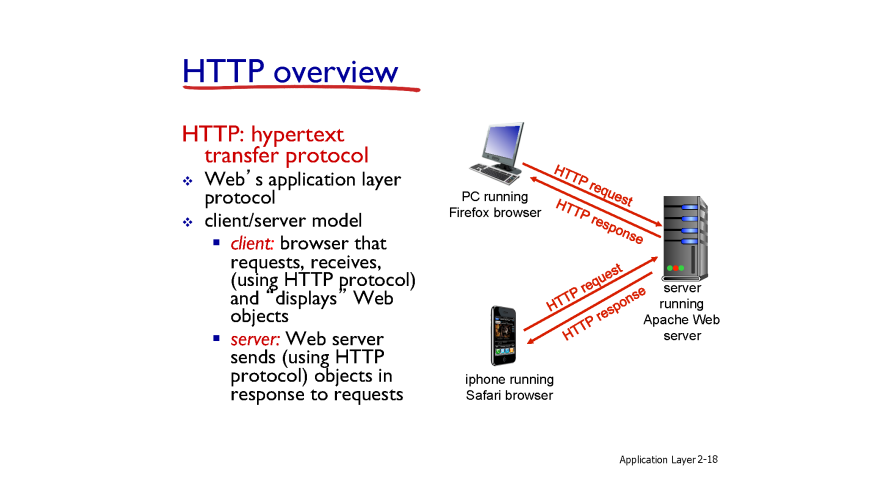 HTTP overview
HTTP: hypertext
transfer protocol
❖ Web’s application layer
protocol
❖ client/server model
▪ client: browser that
requests, receives,
(using HTTP protocol)
and “displays” Web
objects
▪ server: Web server
sends (using HTTP
protocol) objects in
response to requests
PC running
Firefox browser
HTTP request
HTTP response
server
running
Apache Web
server
HTTP request
HTTP response
iphone running
Safari browser
Application Layer 2-18